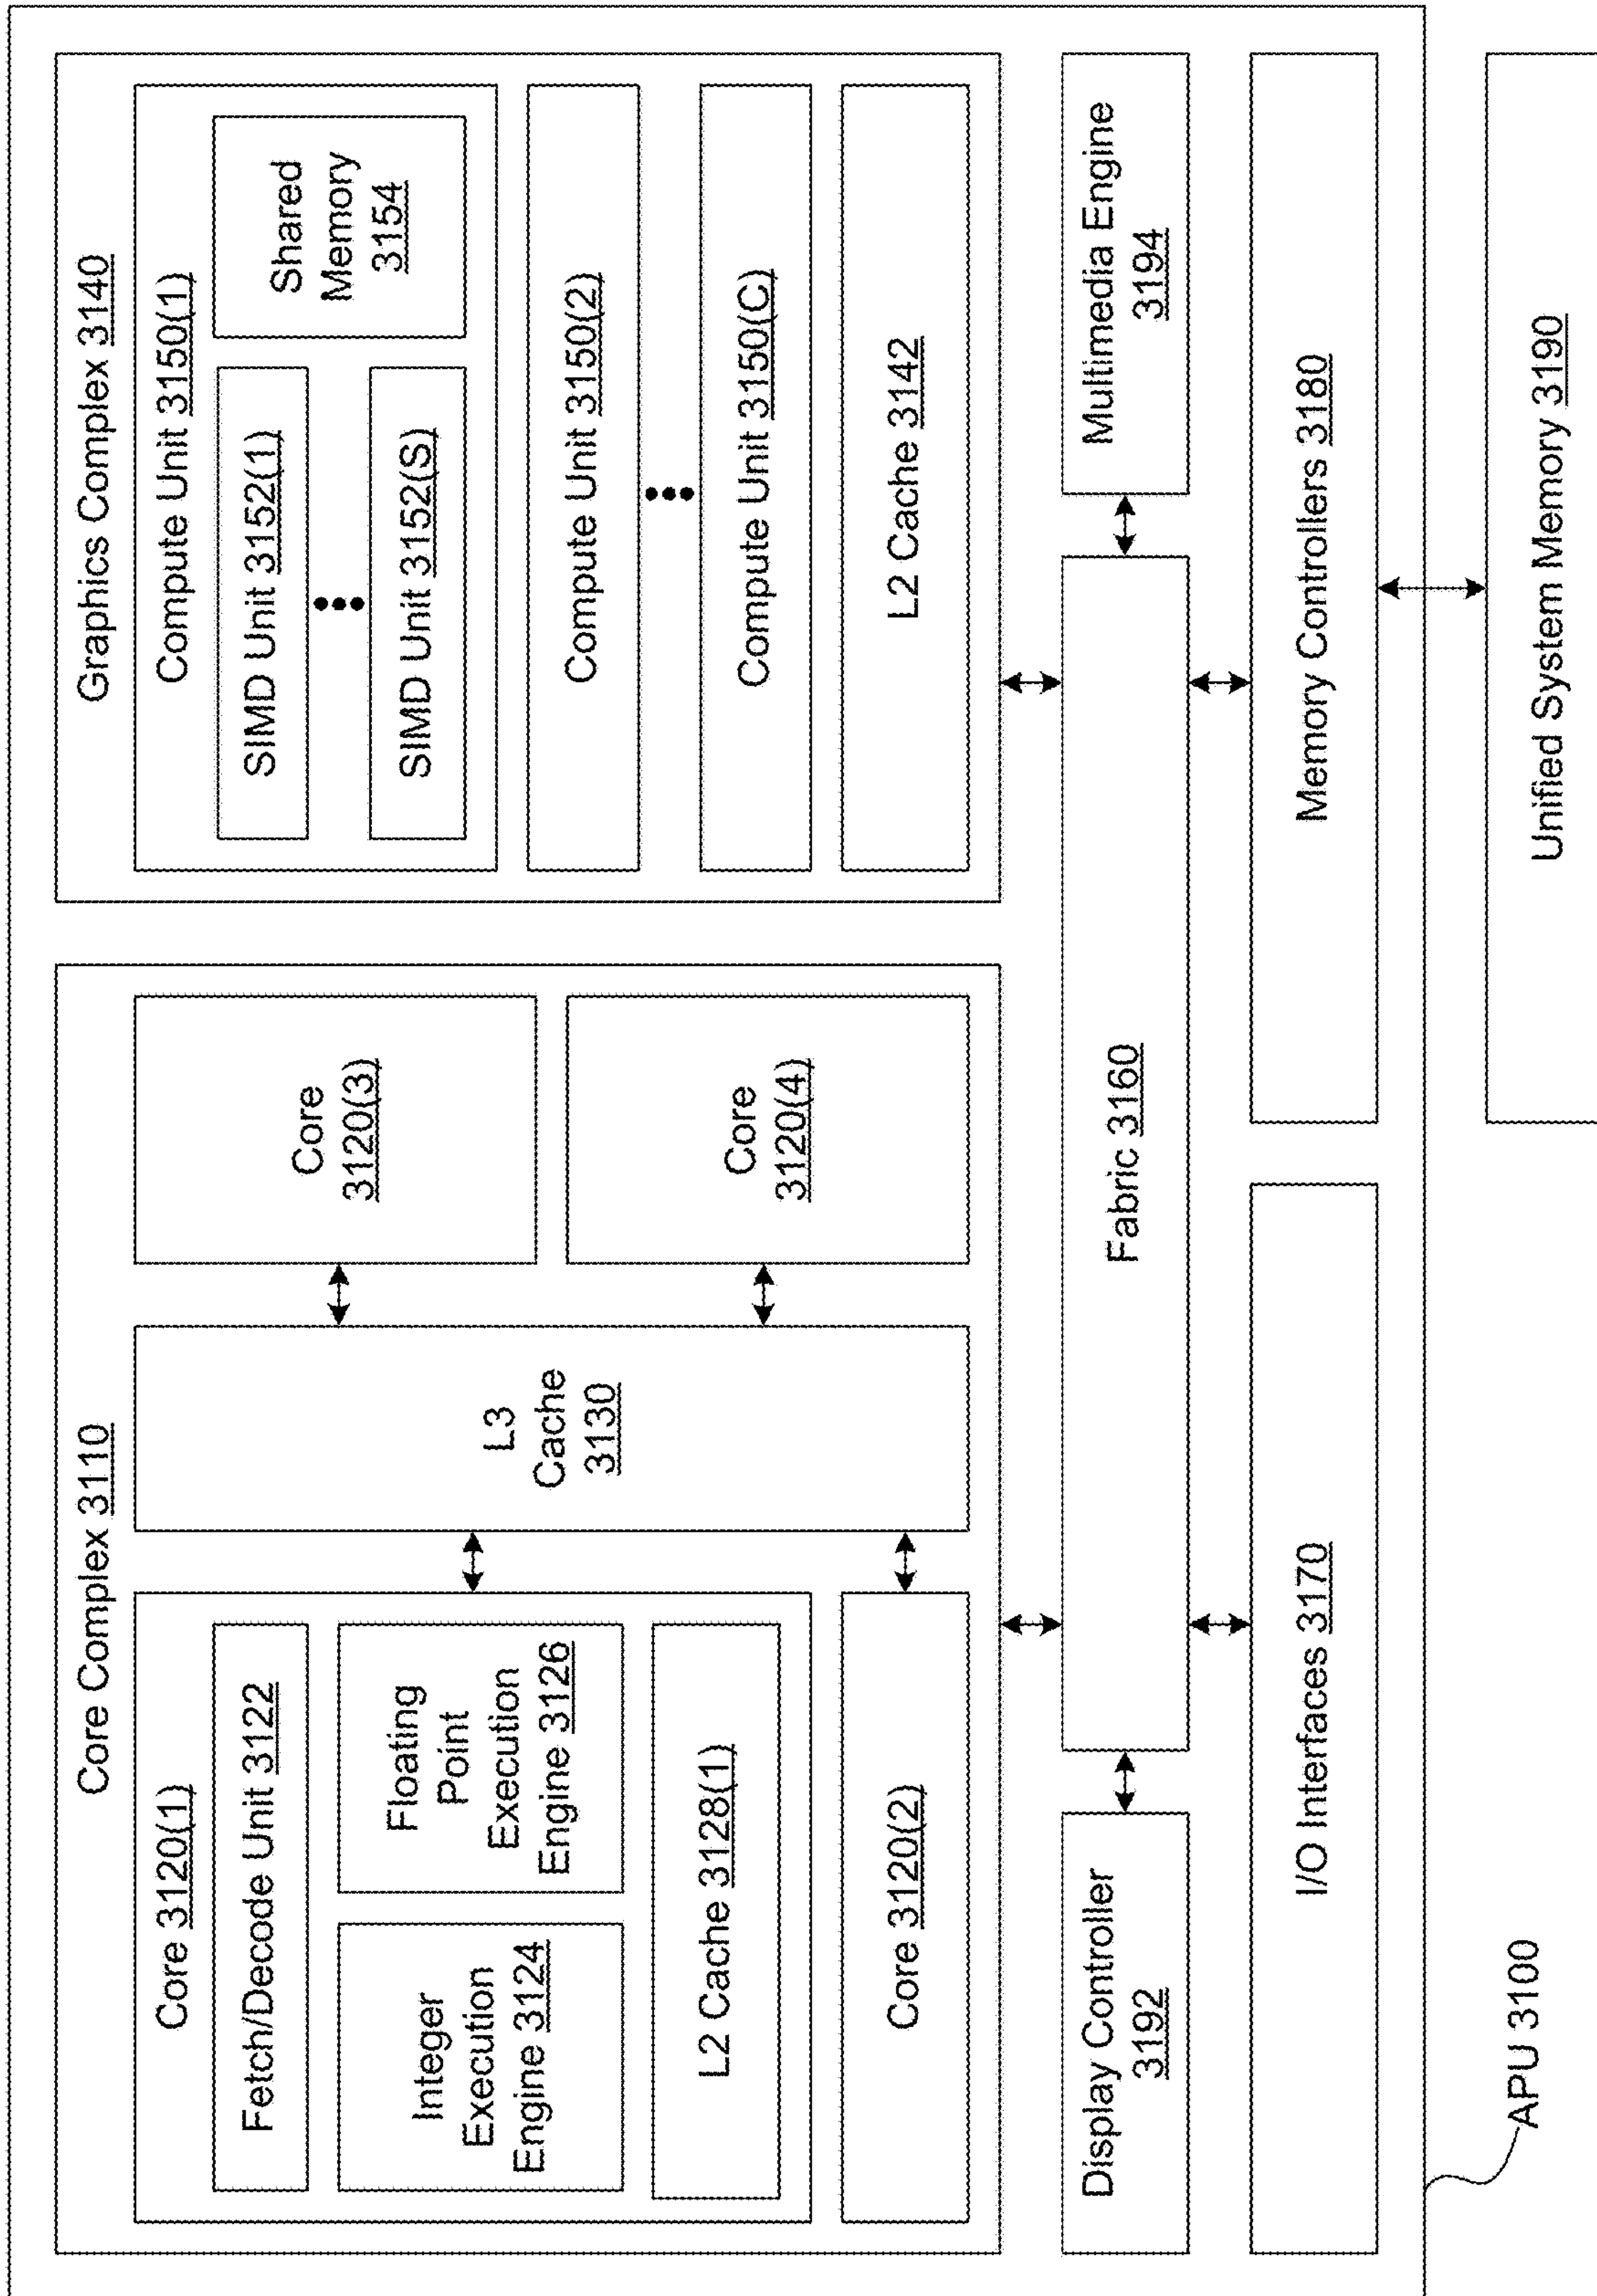 Core Complex 3110
Core 3120(1)
Fetch/Decode Unit 3122
Integer
Execution
Engine 3124
Floating
Point
Execution
Engine 3126
L2 Cache 3128(1)
Core 3120(2)
L3
Cache
3130
Core
3120(3)
Core
3120(4)
Graphics Complex 3140
Compute Unit 3150(1)
SIMD Unit 3152(1)
SIMD Unit 3152(S)
Shared
Memory
3154
Compute Unit 3150(2)
Compute Unit 3150(C)
L2 Cache 3142
Display Controller
3192
Fabric 3160
Multimedia Engine
3194
I/O Interfaces 3170
Memory Controllers 3180
APU 3100
Unified System Memory 3190